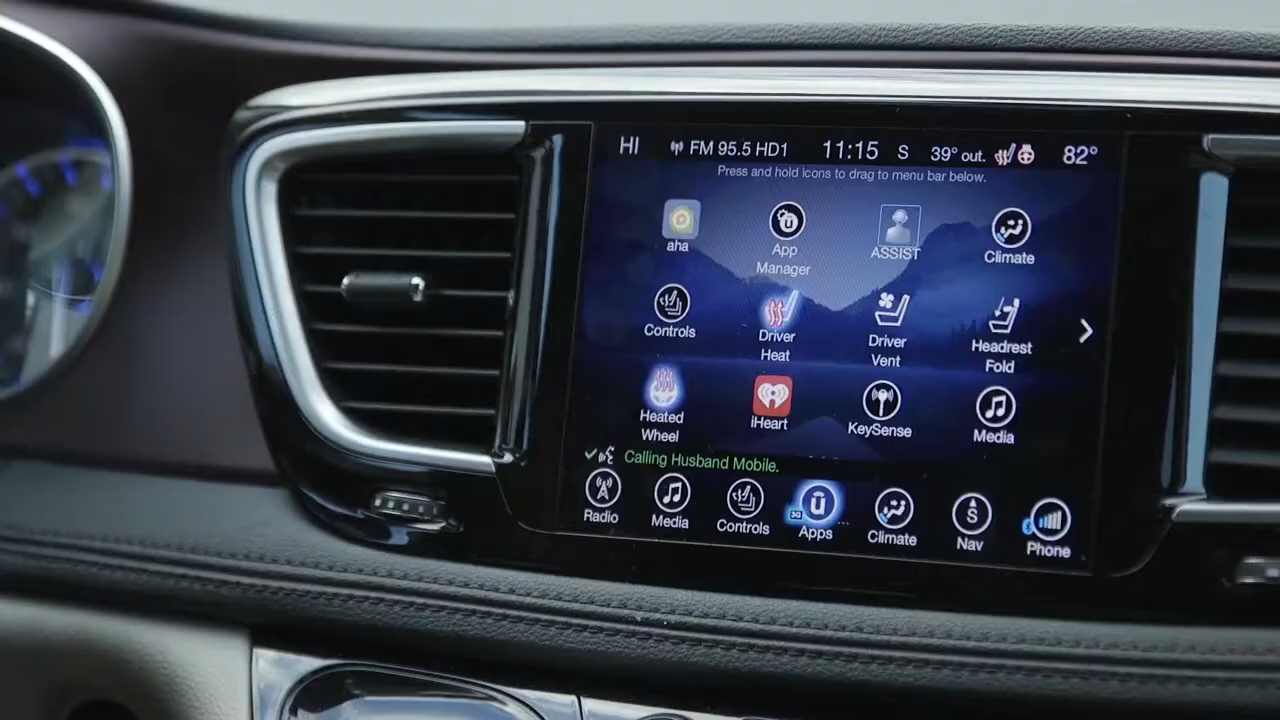 HI FM 95.5 HD1 11:15 S 39° out. 82°
Press and hold icons to drag to menu bar below.
aha
App
Manager
ASSIST
Climate
Controls
Driver
Heat
Driver
Vent
Headrest
Fold
Heated
Wheel
iHeart
KeySense
Media
Calling Husband Mobile.
Radio
Media
Controls
3G
Apps
Climate
S
Nav
Phone